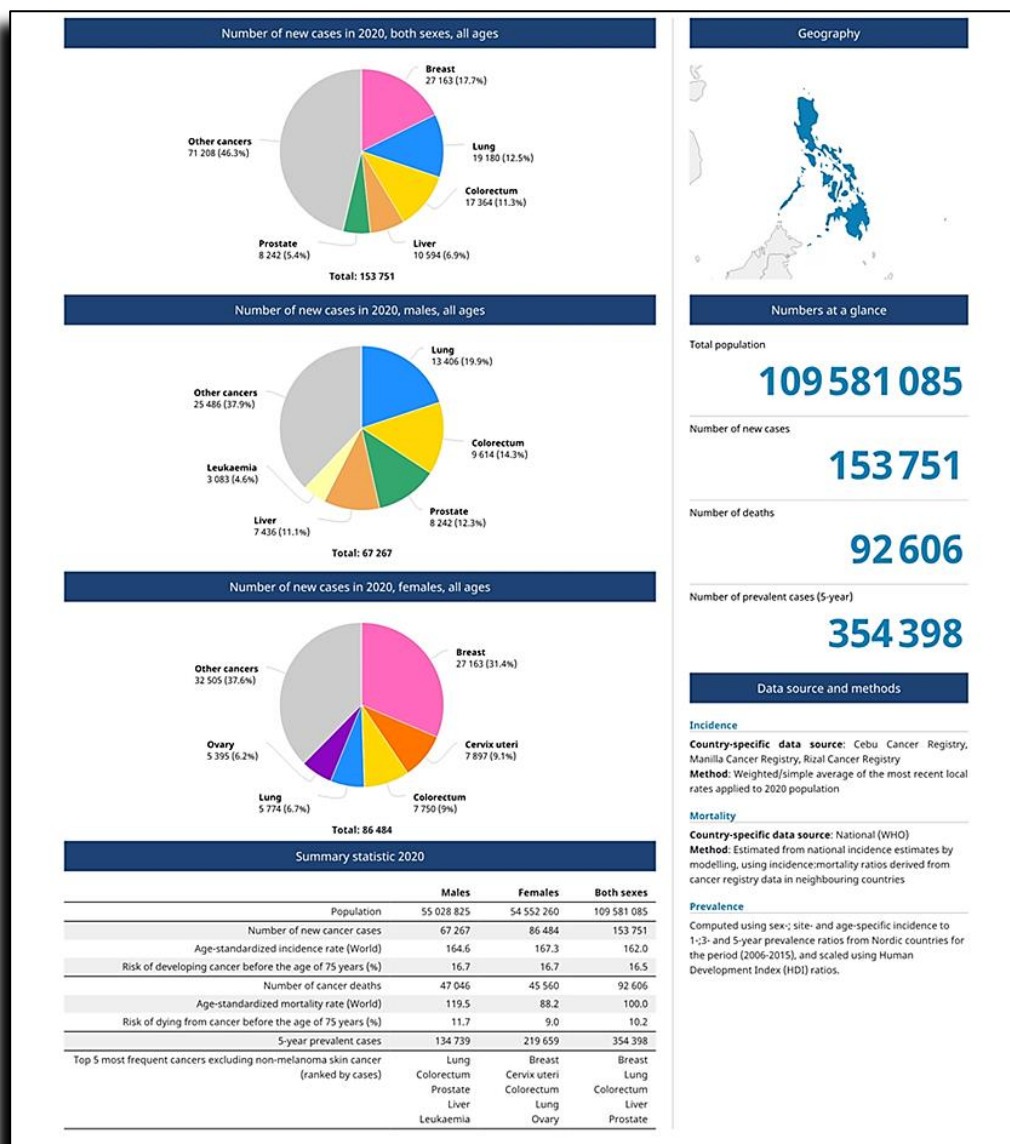 Number of new cases in 2020, both sexes, all ages
Breast
27 163 (17.7%)
Lung
19 180 (12.5%)
Colorectum
17 364 (11.3%)
Liver
10 594 (6.9%)
Prostate
8 242 (5.4%)
Other cancers
71 208 (46.3%)
Total: 153 751
Number of new cases in 2020, males, all ages
Lung
13 406 (19.9%)
Colorectum
9 614 (14.3%)
Prostate
8 242 (12.3%)
Liver
7 436 (11.1%)
Leukaemia
3 083 (4.6%)
Other cancers
25 486 (37.9%)
Total: 67 267
Number of new cases in 2020, females, all ages
Breast
27 163 (31.4%)
Cervix uteri
7 897 (9.1%)
Colorectum
7 750 (9%)
Lung
5 774 (6.7%)
Ovary
5 395 (6.2%)
Other cancers
32 505 (37.6%)
Total: 86 484
Summary statistic 2020
Males Females Both sexes
Population 55 028 825 54 552 260 109 581 085
Number of new cancer cases 67 267 86 484 153 751
Age-standardized incidence rate (World) 164.6 167.3 162.0
Risk of developing cancer before the age of 75 years (%) 16.7 16.7 16.5
Number of cancer deaths 47 046 45 560 92 606
Age-standardized mortality rate (World) 119.5 88.2 100.0
Risk of dying from cancer before the age of 75 years (%) 11.7 9.0 10.2
5-year prevalent cases 134 739 219 659 354 398
Top 5 most frequent cancers excluding non-melanoma skin cancer Lung Breast Breast
(ranked by cases) Colorectum Cervix uteri Lung
Prostate Colorectum Colorectum
Liver Lung Liver
Leukaemia Ovary Prostate
Geography
Numbers at a glance
Total population
109 581 085
Number of new cases
153 751
Number of deaths
92 606
Number of prevalent cases (5-year)
354 398
Data source and methods
Incidence
Country-specific data source: Cebu Cancer Registry,
Manilla Cancer Registry, Rizal Cancer Registry
Method: Weighted/simple average of the most recent local
rates applied to 2020 population
Mortality
Country-specific data source: National (WHO)
Method: Estimated from national incidence estimates by
modelling, using incidence:mortality ratios derived from
cancer registry data in neighbouring countries
Prevalence
Computed using sex-; site- and age-specific incidence to
1-;3- and 5-year prevalence ratios from Nordic countries for
the period (2006-2015), and scaled using Human
Development Index (HDI) ratios.